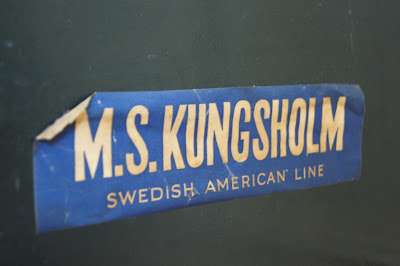 M.S. KUNGSHOLM
SWEDISH AMERICAN LINE